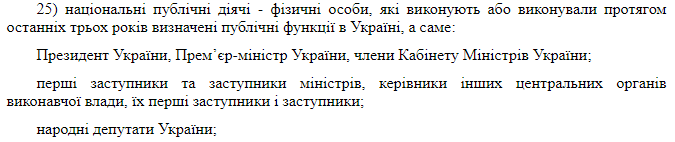 25) національні публічні діячі - фізичні особи, які виконують або виконували протягом
останніх трьох років визначені публічні функції в Україні, а саме:
Президент України, Прем’єр-міністр України, члени Кабінету Міністрів України;
перші заступники та заступники міністрів, керівники інших центральних органів
виконавчої влади, їх перші заступники і заступники;
народні депутати України;